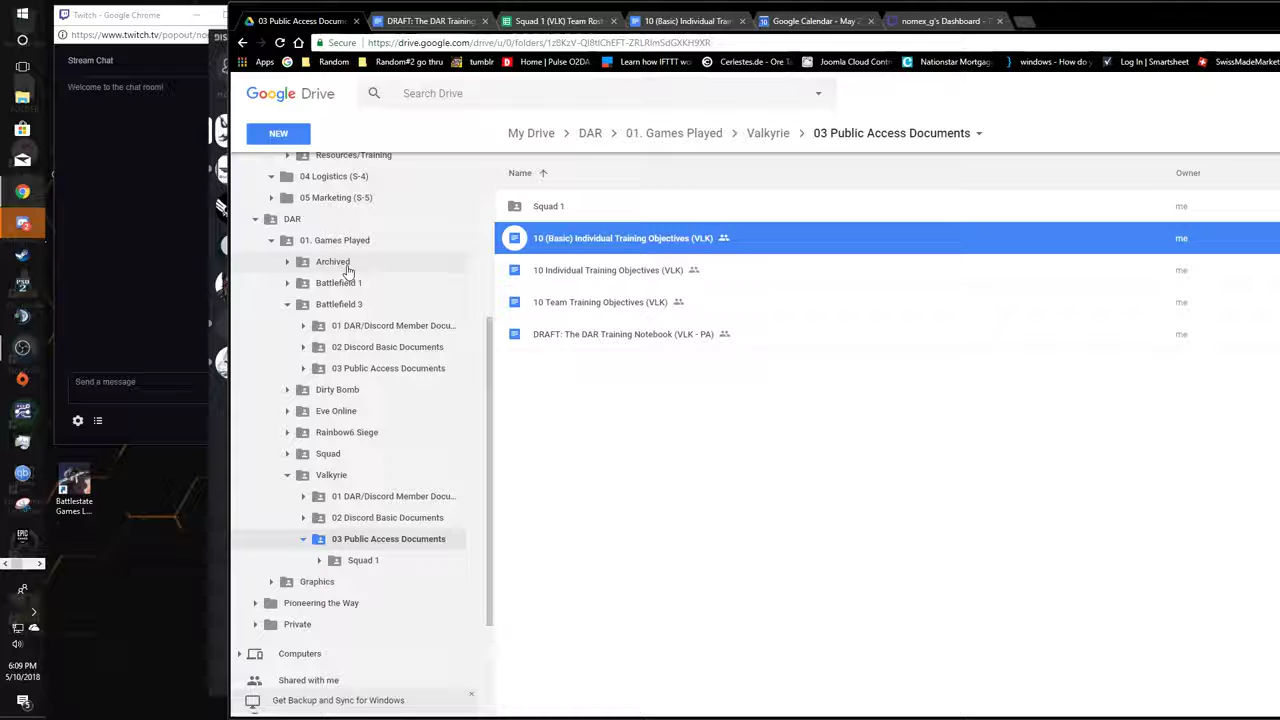 Twitch - Google Chrome
https://www.twitch.tv/popout/no
Stream Chat
Welcome to the chat room!
Send a message
Battlestate
Games L...
6:09 PM
5/10/2018
03 Public Access Docume
DRAFT: The DAR Training
Squad 1 (VLK) Team Rost
10 (Basic) Individual Train
Google Calendar - May 2
nomex_g's Dashboard - T
Secure
https://drive.google.com/drive/u/0/folders/1z8KzV-QI8tIChEFT-ZRLRImSdGXKH9XR
Apps
Random
Random#2 go thru
tumblr
Home | Pulse O2DA
Learn how IFTTT wo
Cerlestes.de - Ore Ta
Joomla Cloud Contr
Nationstar Mortgag
windows - How do y
Log In | Smartsheet
SwissMadeMarket
Google Drive
Search Drive
NEW
My Drive > DAR > 01. Games Played > Valkyrie > 03 Public Access Documents
Resources/Training
04 Logistics (S-4)
05 Marketing (S-5)
DAR
01. Games Played
Archived
Battlefield 1
Battlefield 3
01 DAR/Discord Member Docu...
02 Discord Basic Documents
03 Public Access Documents
Dirty Bomb
Eve Online
Rainbow6 Siege
Squad
Valkyrie
01 DAR/Discord Member Docu...
02 Discord Basic Documents
03 Public Access Documents
Squad 1
Graphics
Pioneering the Way
Private
Computers
Shared with me
Get Backup and Sync for Windows
Name
Owner
Squad 1
me
10 (Basic) Individual Training Objectives (VLK)
me
10 Individual Training Objectives (VLK)
me
10 Team Training Objectives (VLK)
me
DRAFT: The DAR Training Notebook (VLK - PA)
me